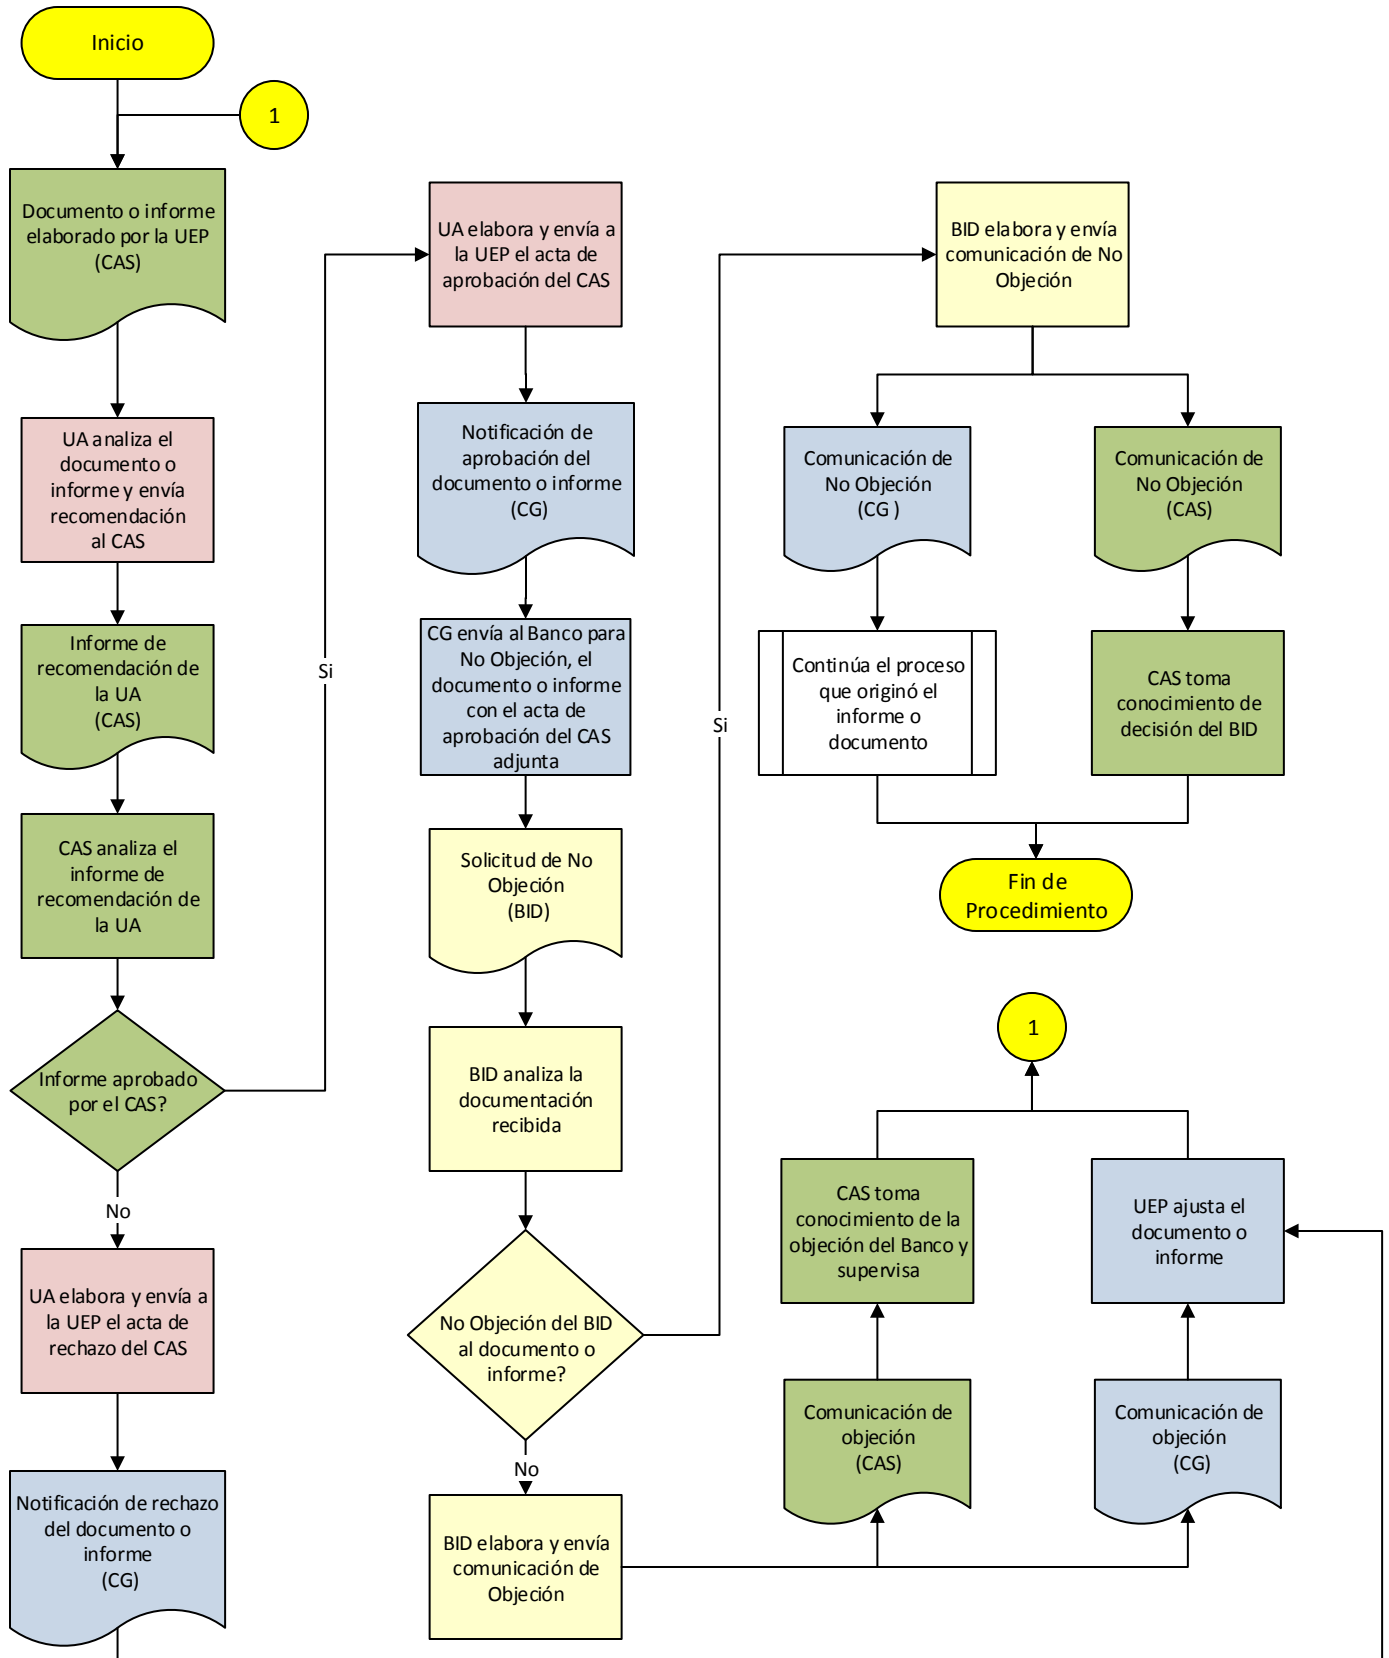 Inicio
1
Documento o informe
elaborado por la UEP
(CAS)
UA analiza el
documento o
informe y envía
recomendación
al CAS
Informe de
recomendación de
la UA
(CAS)
CAS analiza el
informe de
recomendación de
la UA
Informe aprobado
por el CAS?
Si
No
UA elabora y envía a
la UEP el acta de
rechazo del CAS
Notificación de rechazo
del documento o
informe
(CG)
UA elabora y envía a
la UEP el acta de
aprobación del CAS
Notificación de
aprobación del
documento o informe
(CG)
CG envía al Banco para
No Objeción, el
documento o informe
con el acta de
aprobación del CAS
adjunta
Solicitud de No
Objeción
(BID)
BID analiza la
documentación
recibida
No Objeción del BID
al documento o
informe?
Si
No
BID elabora y envía
comunicación de
Objeción
BID elabora y envía
comunicación de No
Objeción
Comunicación de
No Objeción
(CG )
Comunicación de
No Objeción
(CAS)
Continúa el proceso
que originó el
informe o
documento
CAS toma
conocimiento de
decisión del BID
Fin de
Procedimiento
1
CAS toma
conocimiento de la
objeción del Banco y
supervisa
UEP ajusta el
documento o
informe
Comunicación de
objeción
(CAS)
Comunicación de
objeción
(CG)